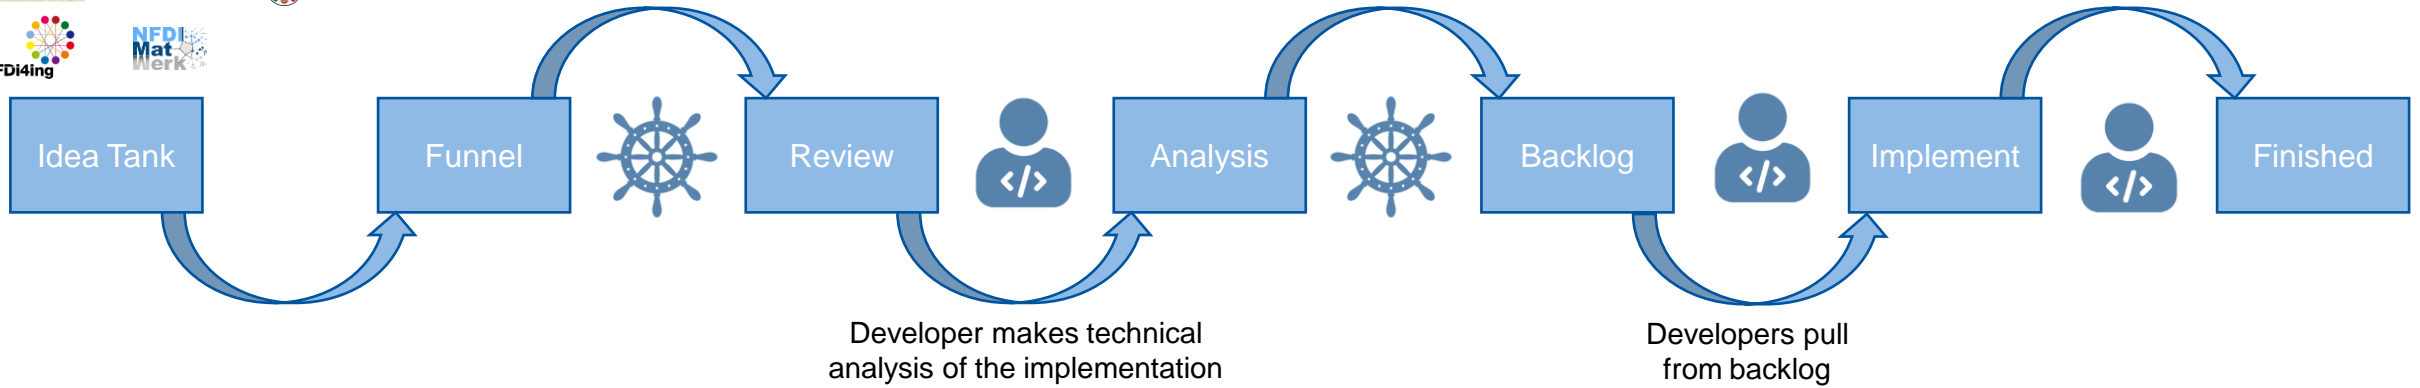 FDi4ing
NFDI
Mat
Werk
Idea Tank
Funnel
Review
</>
Analysis
Backlog
</>
Implement
</>
Finished
Developer makes technical
analysis of the implementation
Developers pull
from backlog